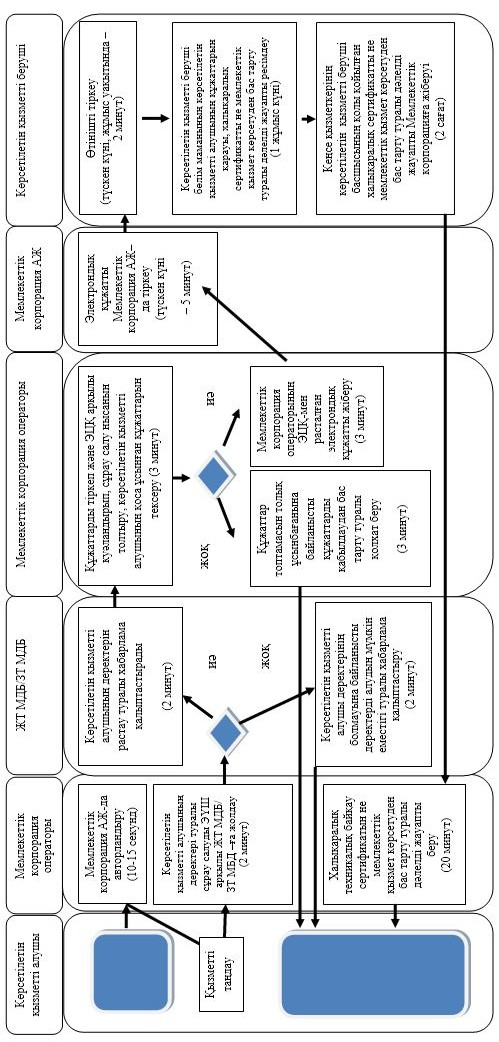 Көрсетілетін
қызметті алушы
Мемлекеттік
корпорация
операторы
ЖТ МДБ/ЗТ МДБ
Мемлекеттік корпорация операторы
Мемлекеттік
корпорация АЖ
Көрсетілетін қызметті беруші
Қызметті
таңдау
Мемлекеттік
корпорация АЖ-да
авторландыру
(10-15 секунд)
Көрсетілетін
қызметті алушының
деректері туралы
сұрау салуды ЭҮШ
арқылы ЖТ МДБ/
ЗТ МБД –ға жолдау
(2 минут)
Халықаралық
техникалық байқау
сертификатын не
мемлекеттік
қызмет көрсетуден
бас тарту туралы
дәлелді жауапты
беру
(20 минут)
Көрсетілетін қызметті
алушының деректерін
растау туралы хабарлама
қалыптастырады
(2 минут)
иә
жоқ
Көрсетілетін қызметті
алушы деректерінің
болмауына байланысты
деректерді алудың мүмкін
еместігі туралы хабарлама
қалыптастыру
(2 минут)
Құжаттарды тіркеп және ЭЦҚ арқылы
куәландырып, сұрау салу нысанын
толтыру, көрсетілетін қызметті
алушының қоса ұсынған құжаттарын
тексеру (3 минут)
жоқ
иә
Құжаттар
топтамасын толық
ұсынбағанына
байланысты
құжаттарды
қабылдаудан бас
тарту туралы
қолхат беру
(3 минут)
Мемлекеттік
корпорация
операторының
ЭЦҚ-мен
расталған
электрондық
құжатты жіберу
(3 минут)
Электрондық
құжатты
Мемлекеттік
корпорация АЖ–
да тіркеу
(түскен күні
– 5 минут)
Өтінішті тіркеу
(түскен күні, жұмыс уақытында –
2 минут)
Көрсетілетін қызметті беруші
бөлім маманының көрсетілетін
қызметті алушының құжаттарын
қарауы, халықаралық
сертификатты не мемлекеттік
қызмет көрсетуден бас тарту
туралы дәлелді жауапты ресімдеу
(1 жұмыс күні)
Кеңсе қызметкерінің
көрсетілетін қызметті беруші
басшысының қолы қойылған
халықаралық сертификатты не
мемлекеттік қызмет көрсетуден
бас тарту туралы дәлелді
жауапты Мемлекеттік
корпорацияға жіберуі
(2 сағат)